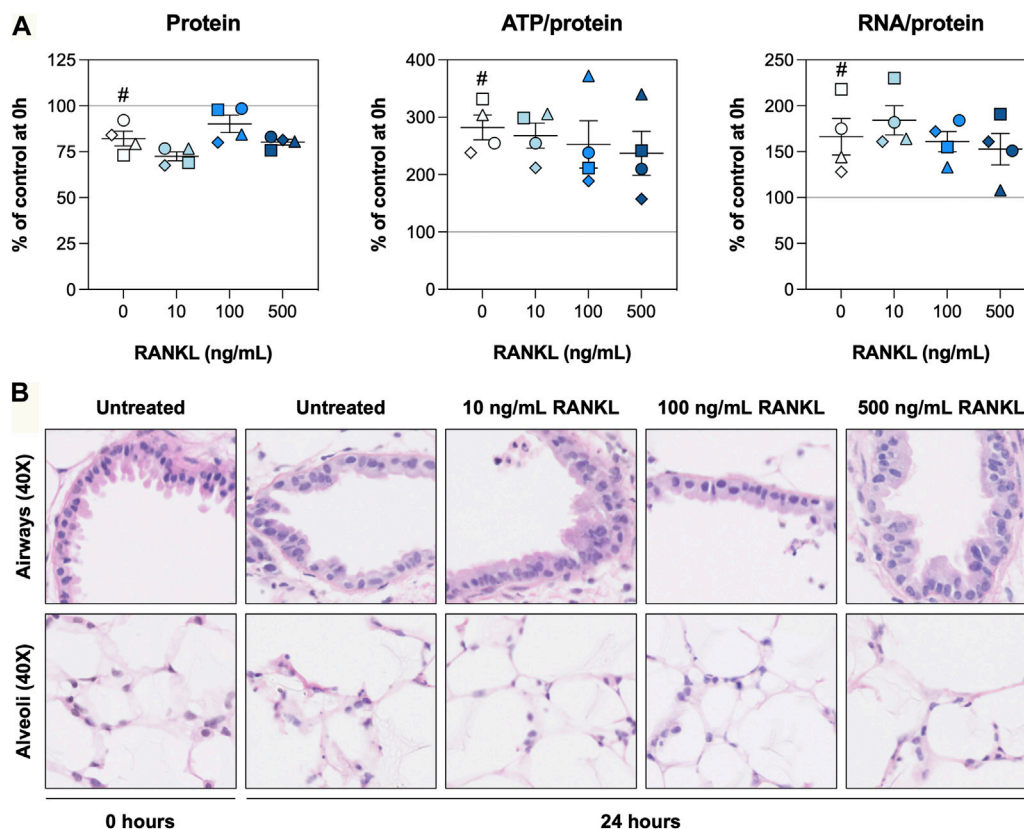 A
Protein
ATP/protein
RNA/protein
% of control at 0h
125
100
75
50
25
0
#
0
10
100
500
RANKL (ng/mL)
% of control at 0h
400
300
200
100
0
#
0
10
100
500
RANKL (ng/mL)
% of control at 0h
250
200
150
100
50
0
#
0
10
100
500
RANKL (ng/mL)
B
Untreated
Untreated
10 ng/mL RANKL
100 ng/mL RANKL
500 ng/mL RANKL
Airways (40X)
Alveoli (40X)
0 hours
24 hours